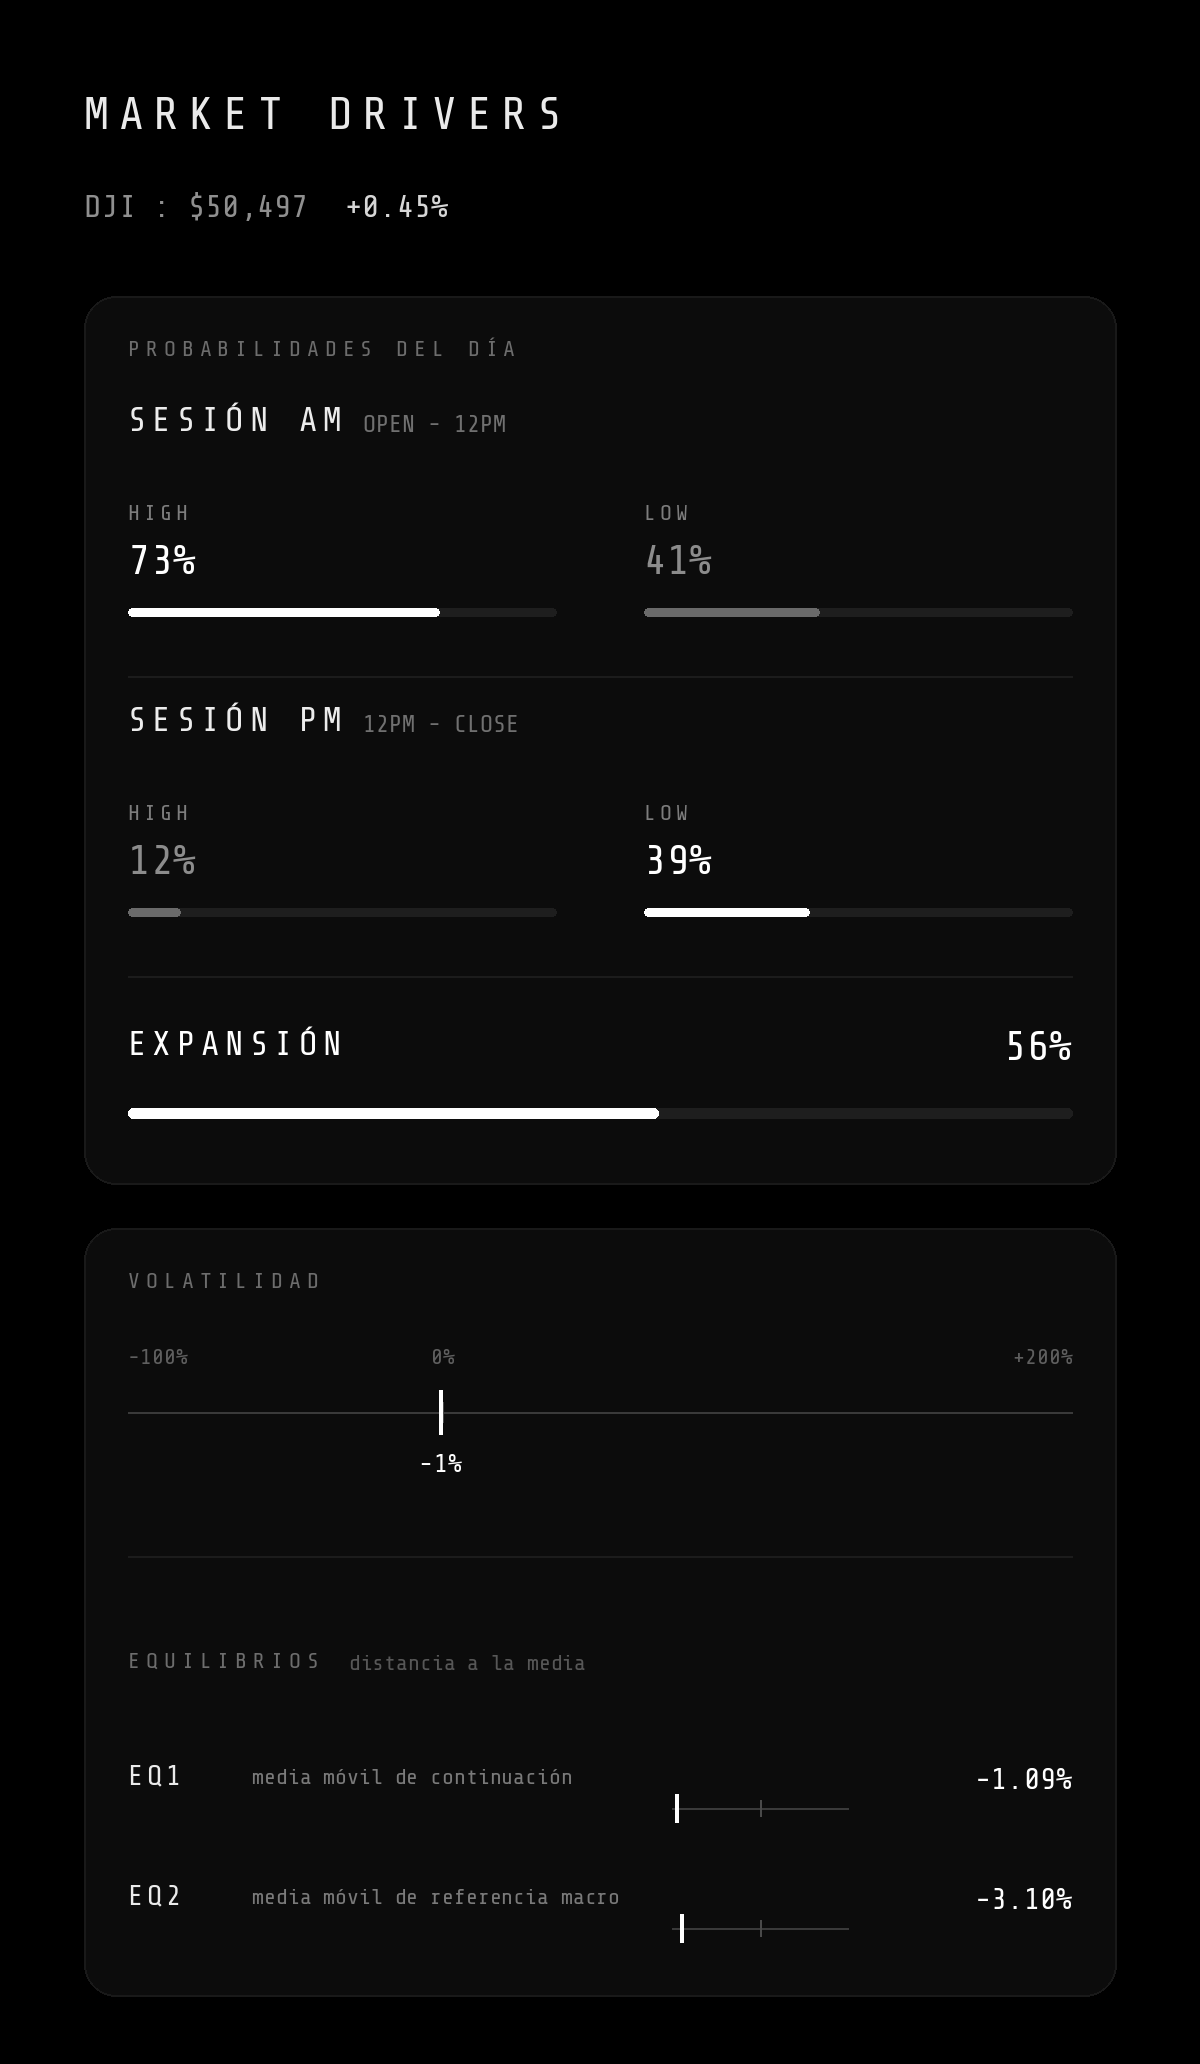 MARKET DRIVERS
DJI : $50,497 +0.45%
PROBABILIDADES DEL DÍA
SESIÓN AM OPEN – 12PM
HIGH LOW
73% 41%
SESIÓN PM 12PM – CLOSE
HIGH LOW
12% 39%
EXPANSIÓN 56%
VOLATILIDAD
-100% 0% +200%
-1%
EQUILIBRIOS distancia a la media
EQ1 media móvil de continuación -1.09%
EQ2 media móvil de referencia macro -3.10%